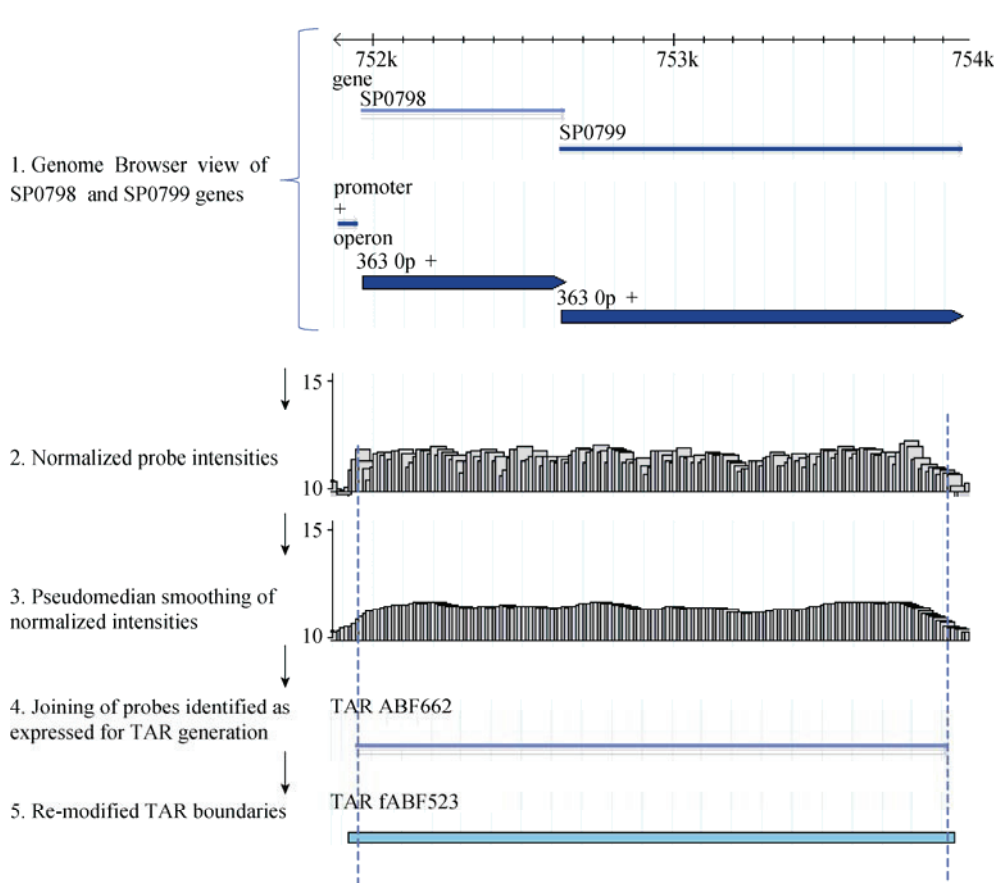 752k 753k 754k
gene
SP0798
SP0799
1. Genome Browser view of
SP0798 and SP0799 genes
promoter
+
operon
363 0p +
363 0p +
15
10
2. Normalized probe intensities
15
10
3. Pseudomedian smoothing of
normalized intensities
4. Joining of probes identified as
expressed for TAR generation
TAR ABF662
5. Re-modified TAR boundaries
TAR fABF523